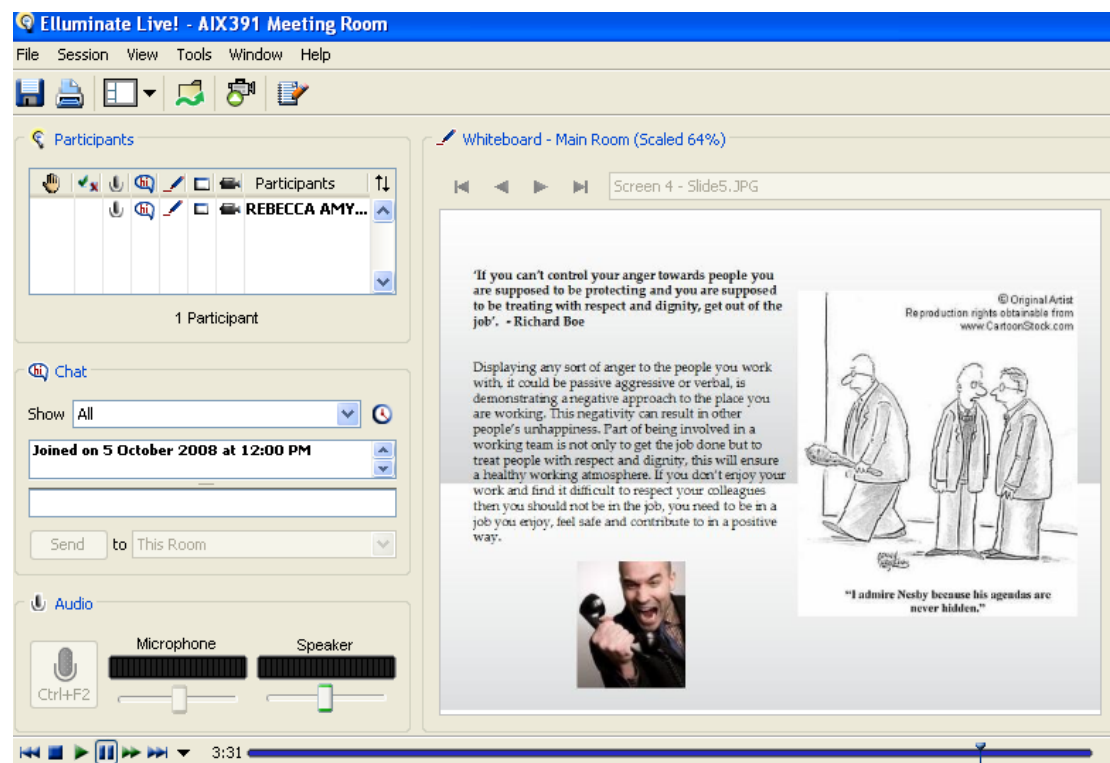 Elluminate Live! - AIX391 Meeting Room
File Session View Tools Window Help
Participants
Participants
REBECCA AMY...
1 Participant
Chat
Show All
Joined on 5 October 2008 at 12:00 PM
Send to This Room
Audio
Microphone Speaker
Ctrl+F2
3:31
Whiteboard - Main Room (Scaled 64%)
Screen 4 - Slide5.JPG
'If you can't control your anger towards people you
are supposed to be protecting and you are supposed
to be treating with respect and dignity, get out of the
job'. - Richard Boe
Displaying any sort of anger to the people you work
with, it could be passive aggressive or verbal, is
demonstrating a negative approach to the place you
are working. This negativity can result in other
people's unhappiness. Part of being involved in a
working team is not only to get the job done but to
treat people with respect and dignity, this will ensure
a healthy working atmosphere. If you don't enjoy your
work and find it difficult to respect your colleagues
then you should not be in the job, you need to be in a
job you enjoy, feel safe and contribute to in a positive
way.
© Original Artist
Reproduction rights obtainable from
www.CartoonStock.com
"I admire Nesby because his agendas are
never hidden."